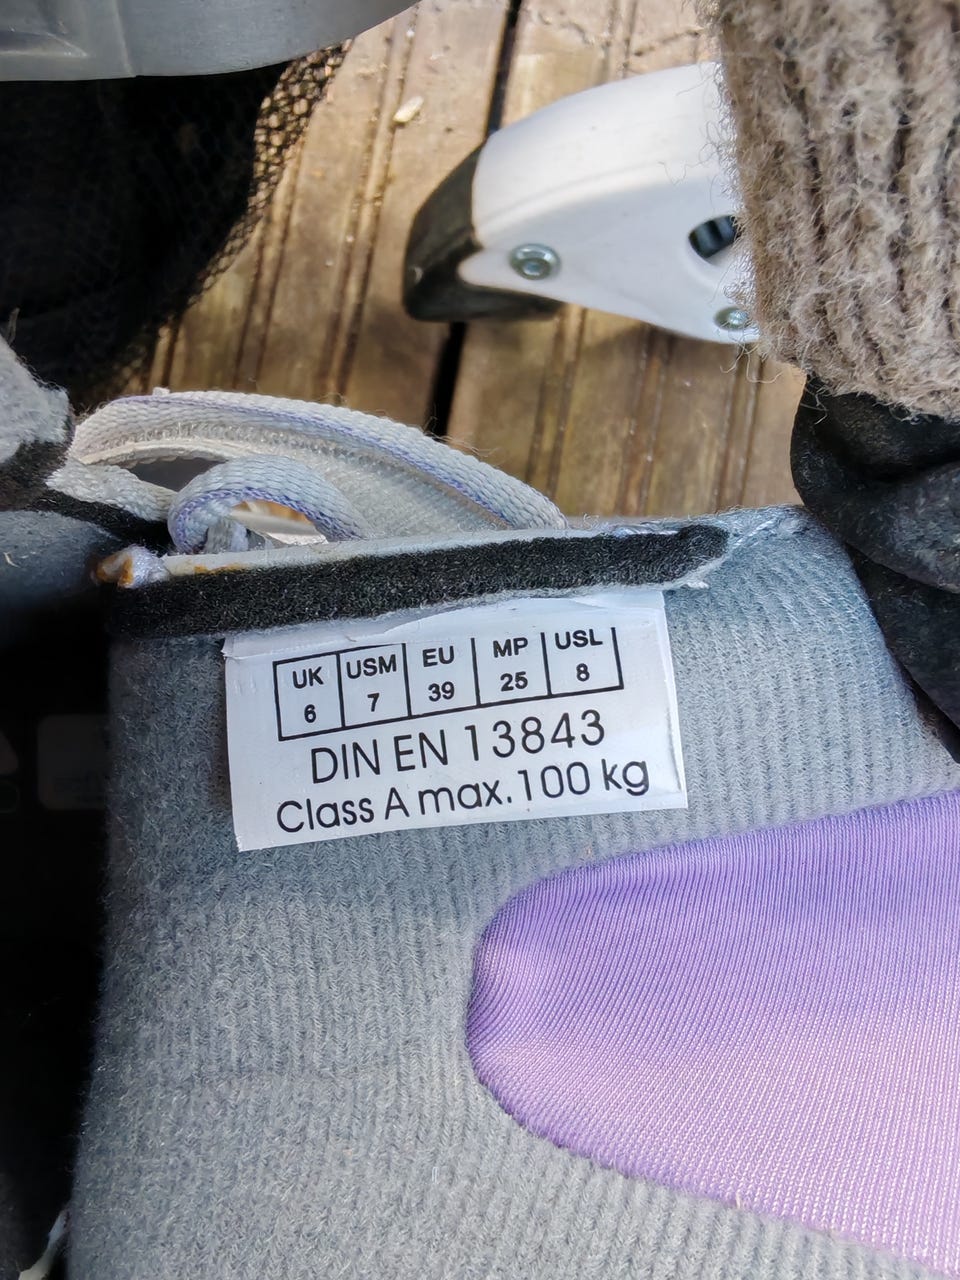 UK USM EU MP USL
6 7 39 25 8
DIN EN 13843
Class A max. 100 kg